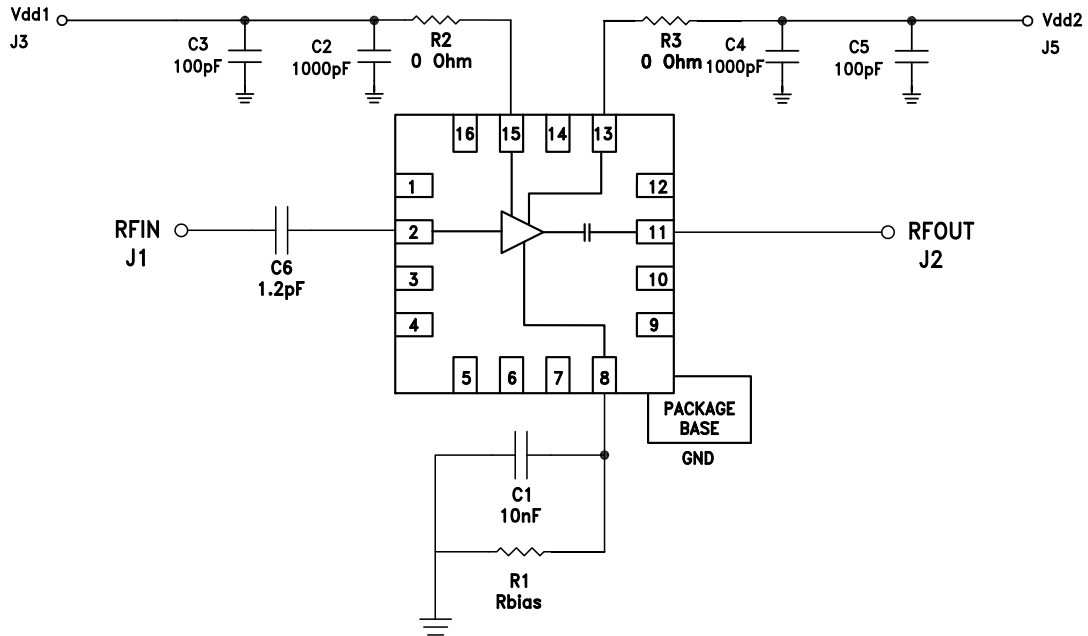 Vdd1
J3
C3
100pF
C2
1000pF
R2
0 Ohm
R3
0 Ohm
C4
1000pF
C5
100pF
Vdd2
J5
16
15
14
13
1
2
3
4
12
11
10
9
5
6
7
8
RFIN
J1
C6
1.2pF
RFOUT
J2
PACKAGE
BASE
GND
C1
10nF
R1
Rbias